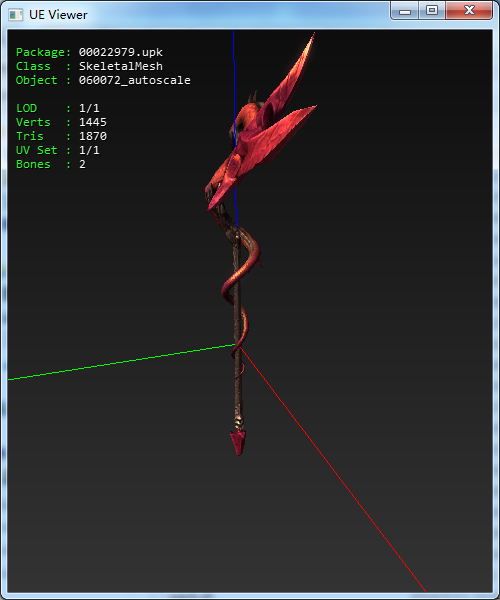 UE Viewer
Package: 00022979.upk
Class : SkeletalMesh
Object : 060072_autoscale
LOD : 1/1
Verts : 1445
Tris : 1870
UV Set : 1/1
Bones : 2